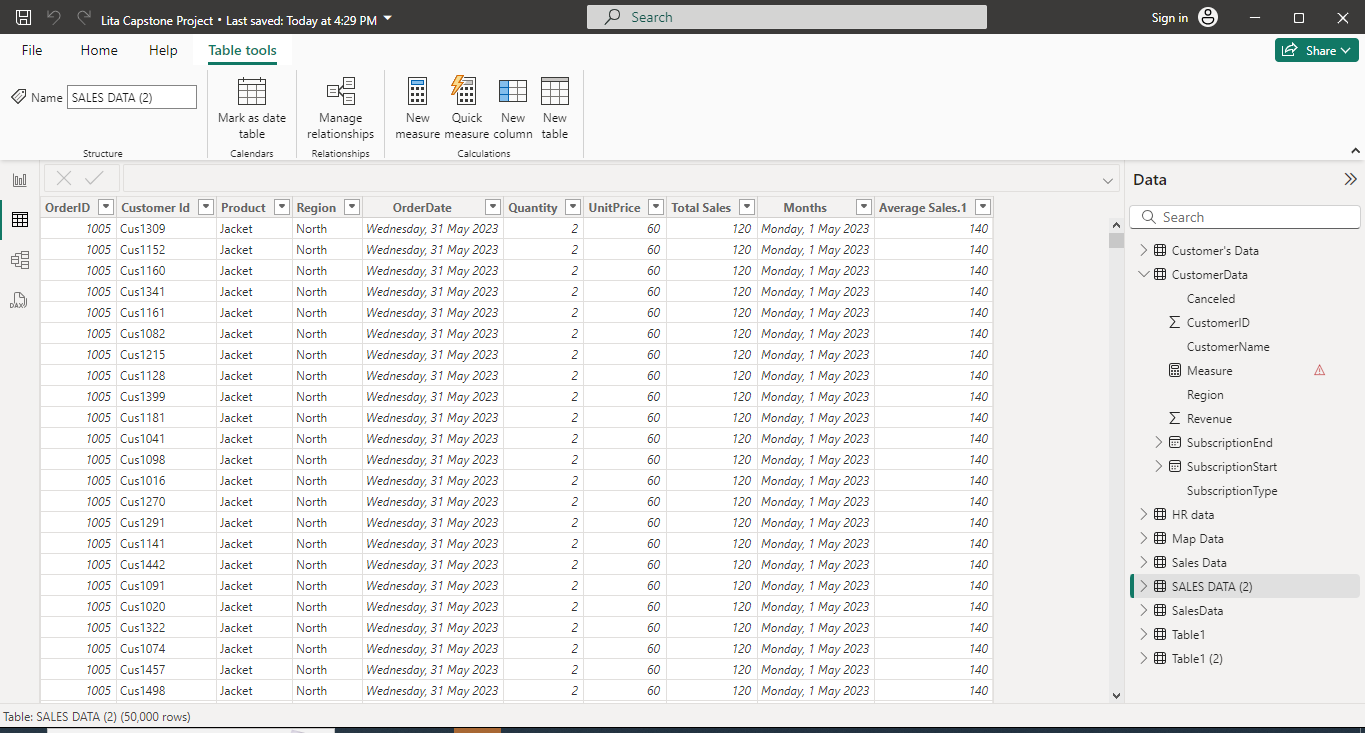 Lita Capstone Project • Last saved: Today at 4:29 PM
Search
Sign in
File Home Help Table tools
Share
Name SALES DATA (2)
Mark as date table
Manage relationships
New measure
Quick measure
New column
New table
Structure Calendars Relationships Calculations
OrderID Customer Id Product Region OrderDate Quantity UnitPrice Total Sales Months Average Sales.1
1005 Cus1309 Jacket North Wednesday, 31 May 2023 2 60 120 Monday, 1 May 2023 140
1005 Cus1152 Jacket North Wednesday, 31 May 2023 2 60 120 Monday, 1 May 2023 140
1005 Cus1160 Jacket North Wednesday, 31 May 2023 2 60 120 Monday, 1 May 2023 140
1005 Cus1341 Jacket North Wednesday, 31 May 2023 2 60 120 Monday, 1 May 2023 140
1005 Cus1161 Jacket North Wednesday, 31 May 2023 2 60 120 Monday, 1 May 2023 140
1005 Cus1082 Jacket North Wednesday, 31 May 2023 2 60 120 Monday, 1 May 2023 140
1005 Cus1215 Jacket North Wednesday, 31 May 2023 2 60 120 Monday, 1 May 2023 140
1005 Cus1128 Jacket North Wednesday, 31 May 2023 2 60 120 Monday, 1 May 2023 140
1005 Cus1399 Jacket North Wednesday, 31 May 2023 2 60 120 Monday, 1 May 2023 140
1005 Cus1181 Jacket North Wednesday, 31 May 2023 2 60 120 Monday, 1 May 2023 140
1005 Cus1041 Jacket North Wednesday, 31 May 2023 2 60 120 Monday, 1 May 2023 140
1005 Cus1098 Jacket North Wednesday, 31 May 2023 2 60 120 Monday, 1 May 2023 140
1005 Cus1016 Jacket North Wednesday, 31 May 2023 2 60 120 Monday, 1 May 2023 140
1005 Cus1270 Jacket North Wednesday, 31 May 2023 2 60 120 Monday, 1 May 2023 140
1005 Cus1291 Jacket North Wednesday, 31 May 2023 2 60 120 Monday, 1 May 2023 140
1005 Cus1141 Jacket North Wednesday, 31 May 2023 2 60 120 Monday, 1 May 2023 140
1005 Cus1442 Jacket North Wednesday, 31 May 2023 2 60 120 Monday, 1 May 2023 140
1005 Cus1091 Jacket North Wednesday, 31 May 2023 2 60 120 Monday, 1 May 2023 140
1005 Cus1020 Jacket North Wednesday, 31 May 2023 2 60 120 Monday, 1 May 2023 140
1005 Cus1322 Jacket North Wednesday, 31 May 2023 2 60 120 Monday, 1 May 2023 140
1005 Cus1074 Jacket North Wednesday, 31 May 2023 2 60 120 Monday, 1 May 2023 140
1005 Cus1457 Jacket North Wednesday, 31 May 2023 2 60 120 Monday, 1 May 2023 140
1005 Cus1498 Jacket North Wednesday, 31 May 2023 2 60 120 Monday, 1 May 2023 140
Data
Search
Customer's Data
CustomerData
Canceled
CustomerID
CustomerName
Measure
Region
Revenue
SubscriptionEnd
SubscriptionStart
SubscriptionType
HR data
Map Data
Sales Data
SALES DATA (2)
SalesData
Table1
Table1 (2)
DAX
Table: SALES DATA (2) (50,000 rows)